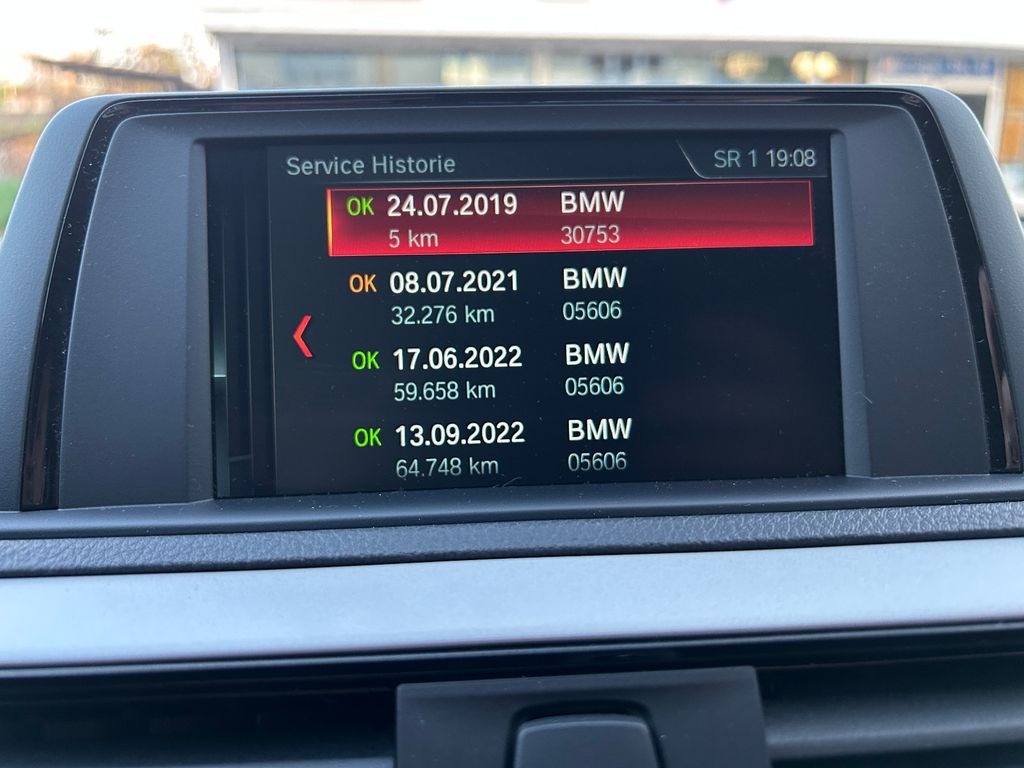 Service Historie
SR 1 19:08
OK 24.07.2019 BMW
5 km 30753
OK 08.07.2021 BMW
32.276 km 05606
OK 17.06.2022 BMW
59.658 km 05606
OK 13.09.2022 BMW
64.748 km 05606